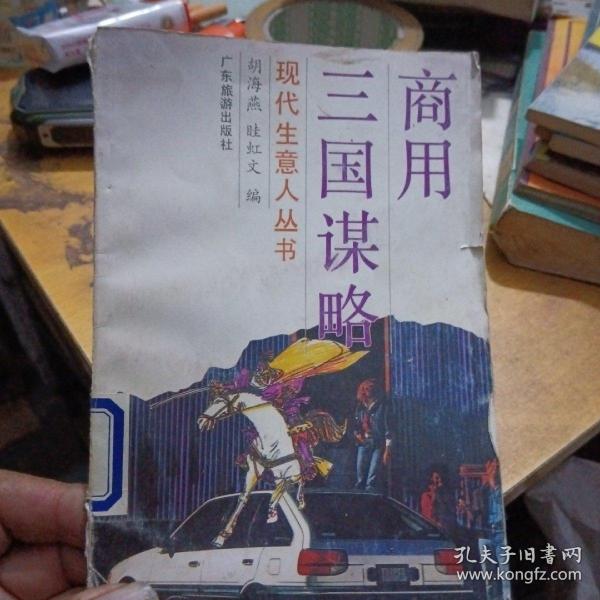 商用
三国谋略
现代生意人丛书
胡海燕 眭虹文 编
广东旅游出版社
孔夫子旧书网
www.kongfz.com